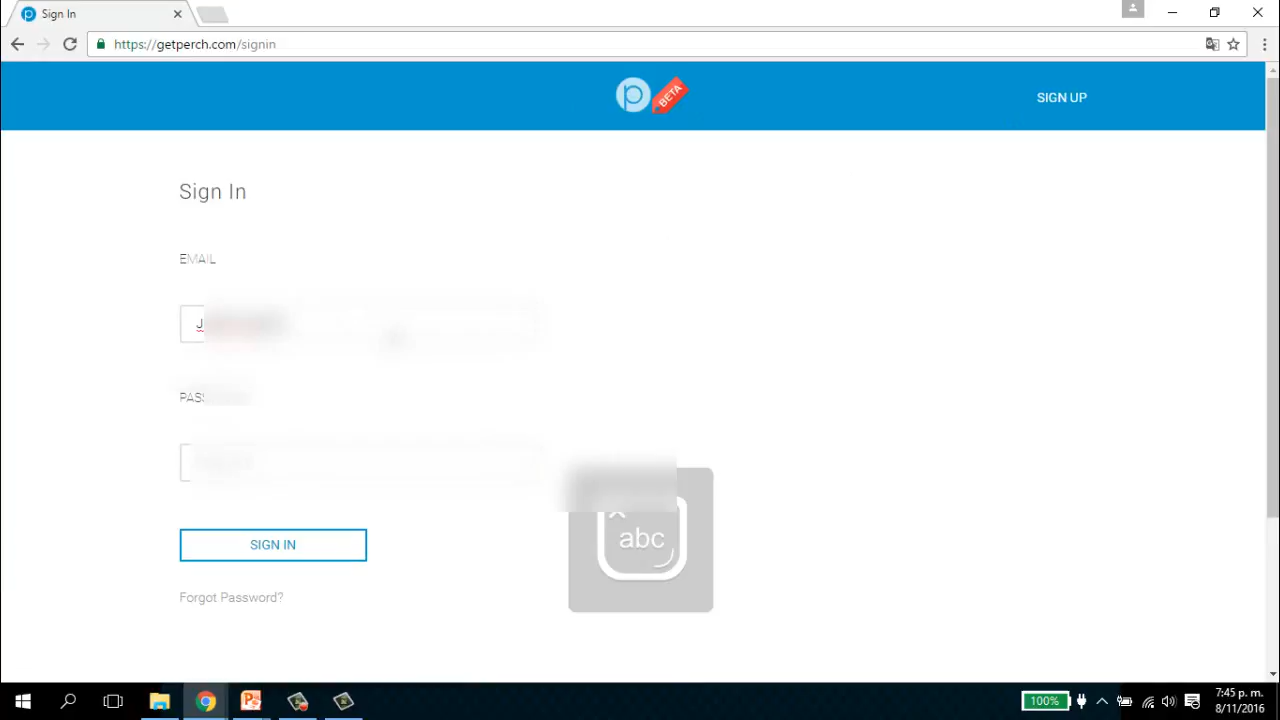 Sign In
https://getperch.com/signin
BETA
SIGN UP
Sign In
EMAIL
J
abc
SIGN IN
Forgot Password?
100%
7:45 p. m.
8/11/2016